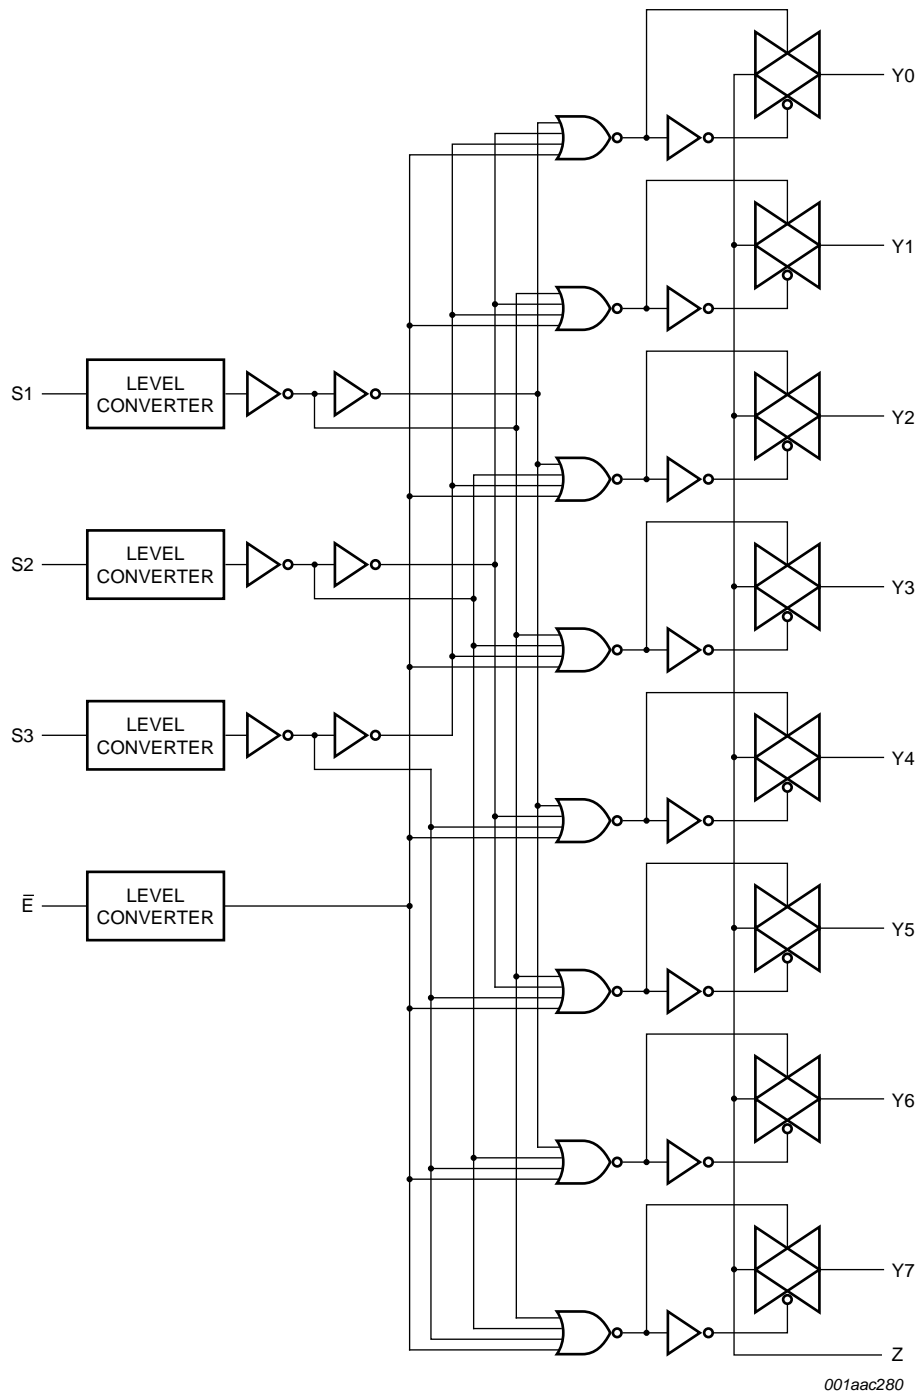 Y0
Y1
S1
LEVEL
CONVERTER
Y2
S2
LEVEL
CONVERTER
Y3
S3
LEVEL
CONVERTER
Y4
E̅
LEVEL
CONVERTER
Y5
Y6
Y7
Z
001aac280